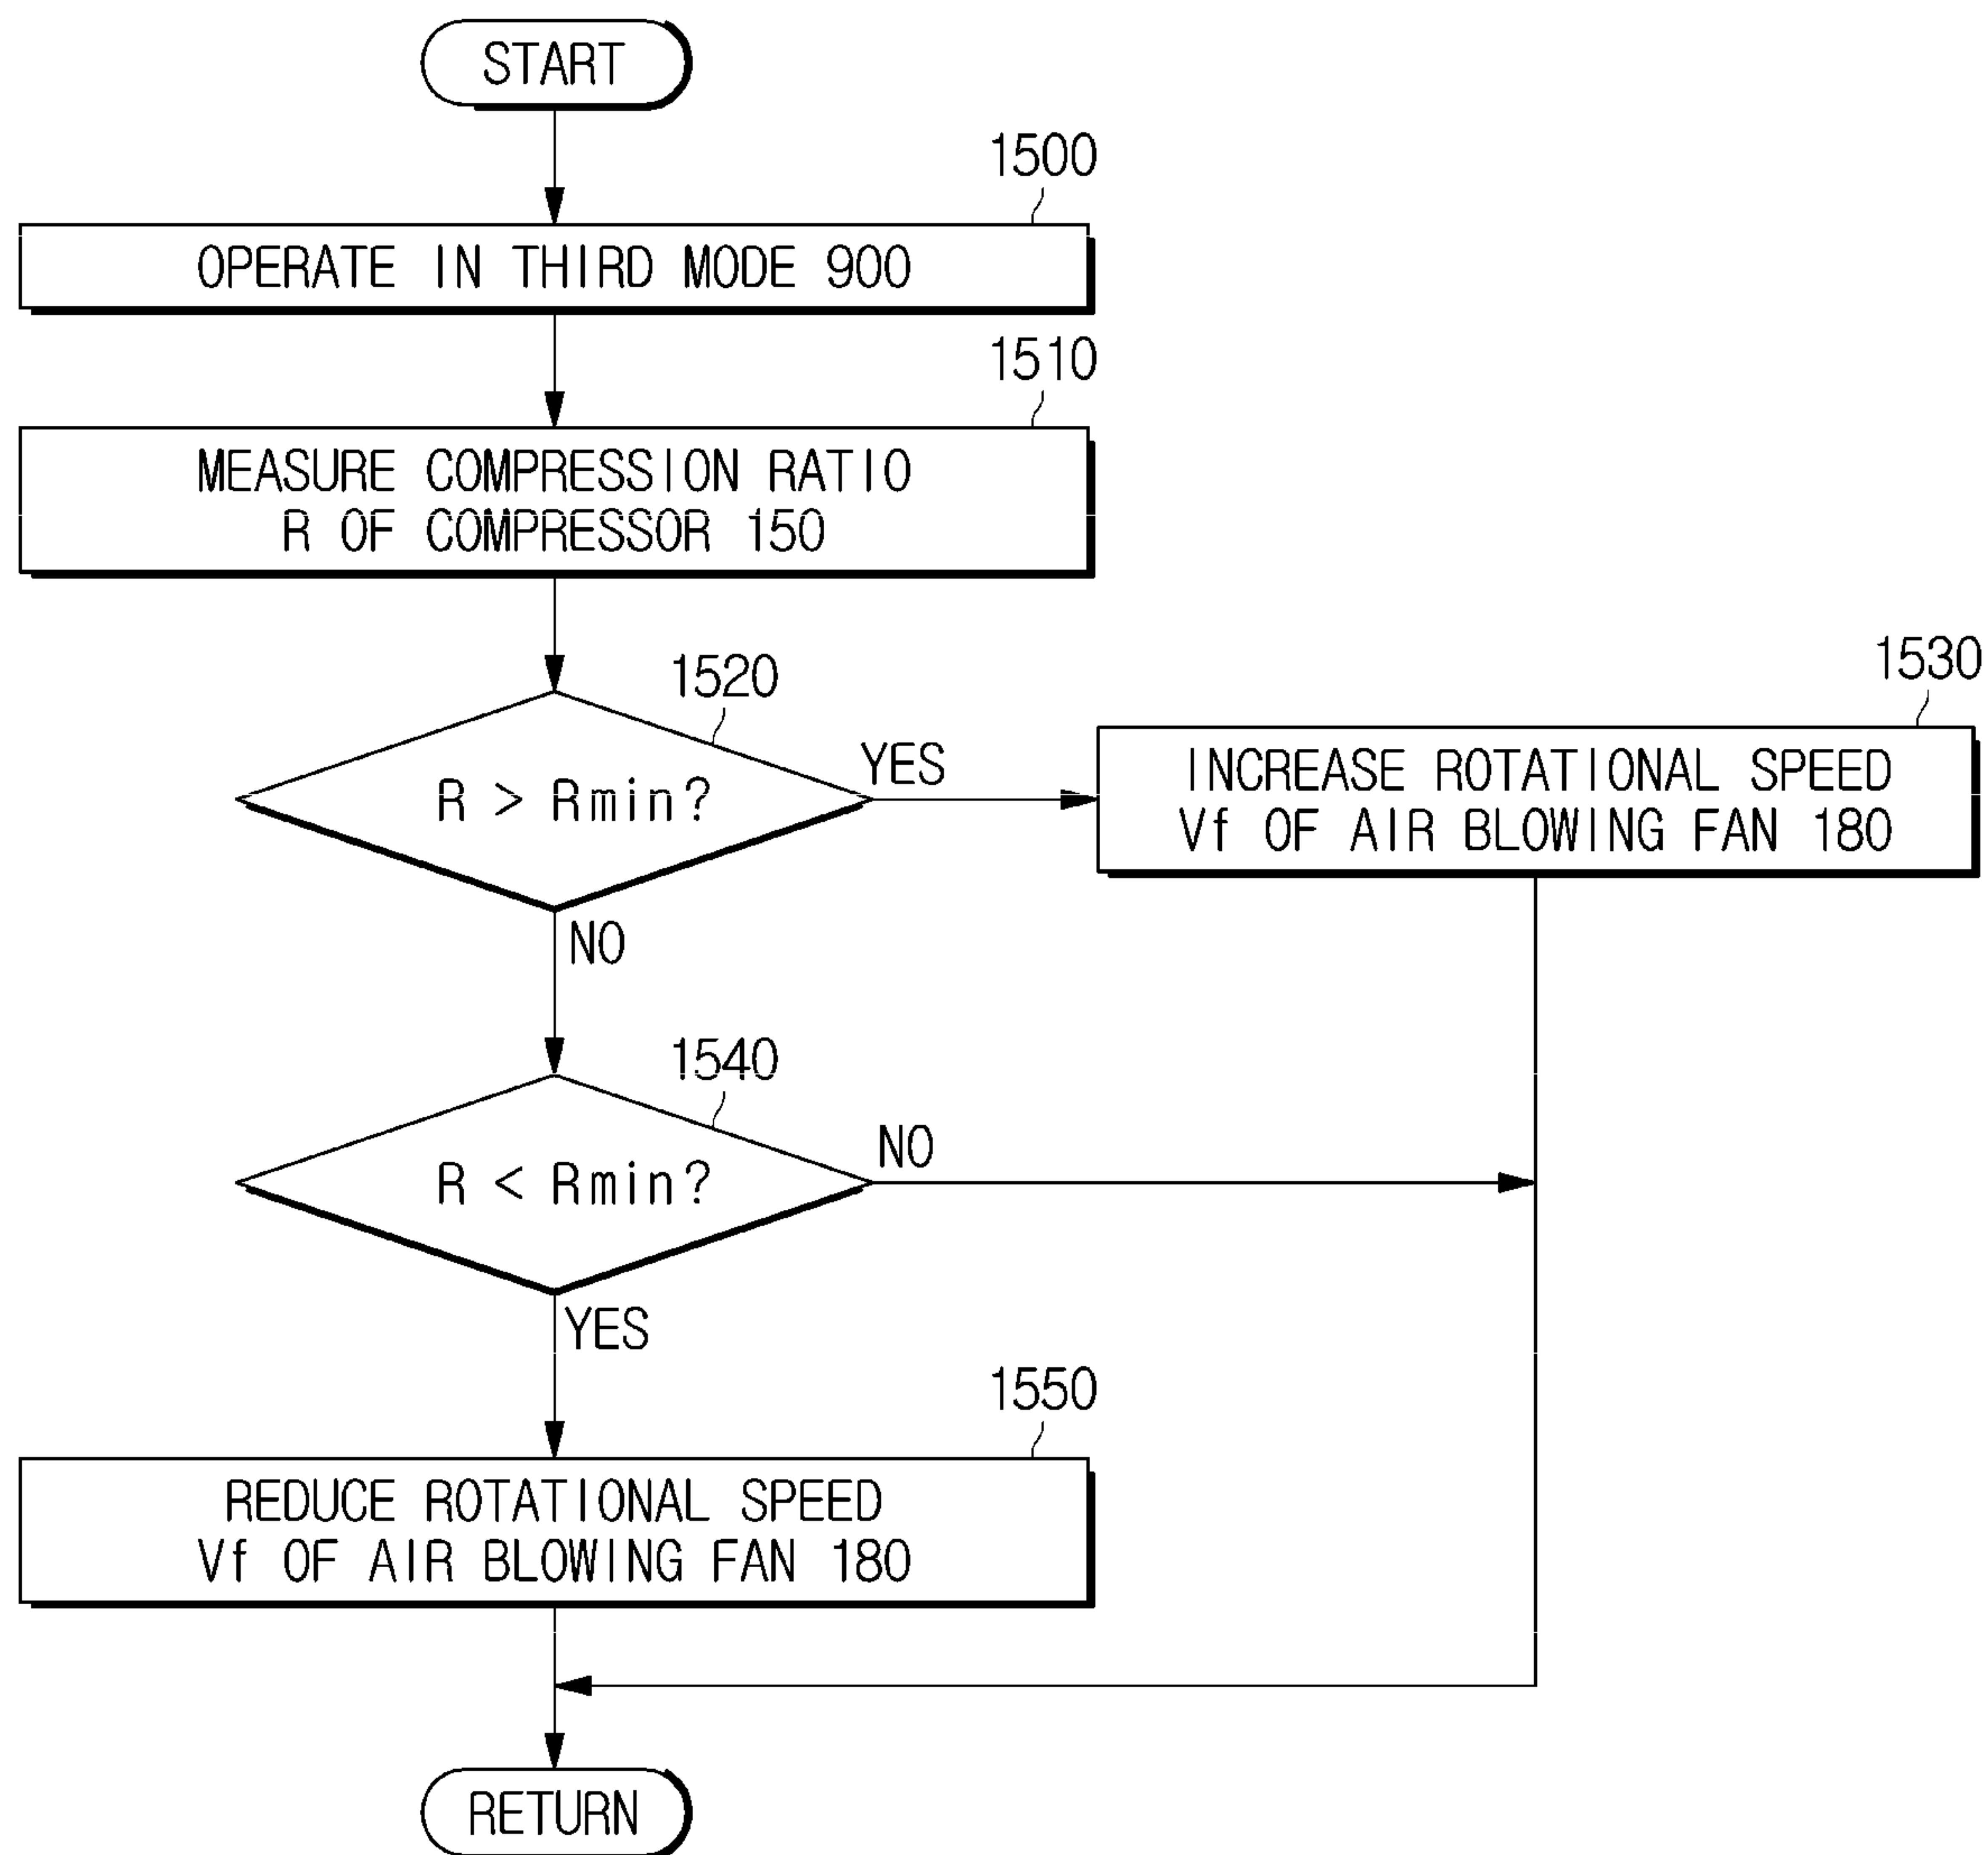 START
1500
OPERATE IN THIRD MODE 900
1510
MEASURE COMPRESSION RATIO
R OF COMPRESSOR 150
1520
R > Rmin?
YES
1530
INCREASE ROTATIONAL SPEED
Vf OF AIR BLOWING FAN 180
NO
1540
R < Rmin?
NO
YES
1550
REDUCE ROTATIONAL SPEED
Vf OF AIR BLOWING FAN 180
RETURN